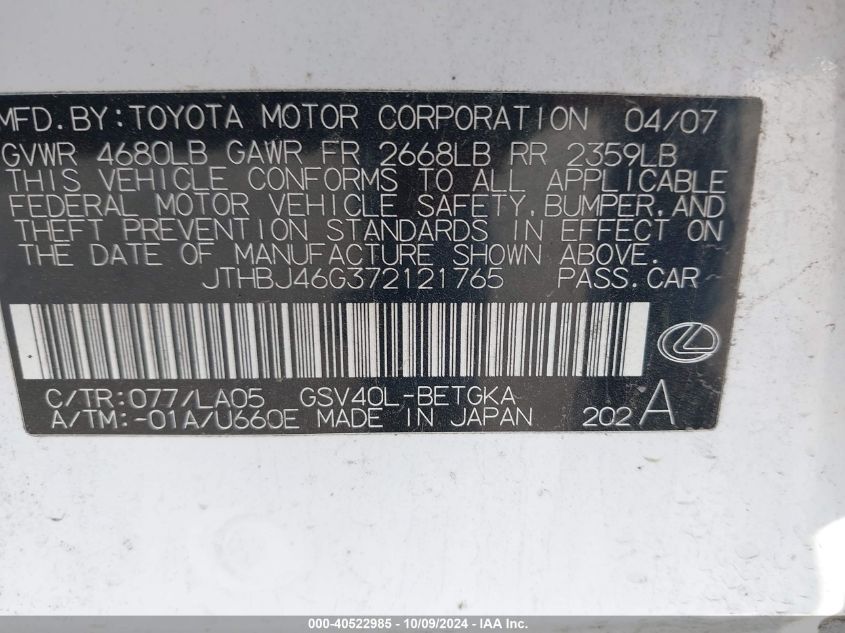 MFD.BY:TOYOTA MOTOR CORPORATION 04/07
GVWR 4680LB GAWR FR 2668LB RR 2359LB
THIS VEHICLE CONFORMS TO ALL APPLICABLE
FEDERAL MOTOR VEHICLE SAFETY,BUMPER,AND
THEFT PREVENTION STANDARDS IN EFFECT ON
THE DATE OF MANUFACTURE SHOWN ABOVE.
JTHBJ46G372121765 PASS.CAR
C/TR:077/LA05 GSV40L-BETGKA
A/TM:-01A/U660E MADE IN JAPAN 202A
000-40522985 - 10/09/2024 - IAA Inc.